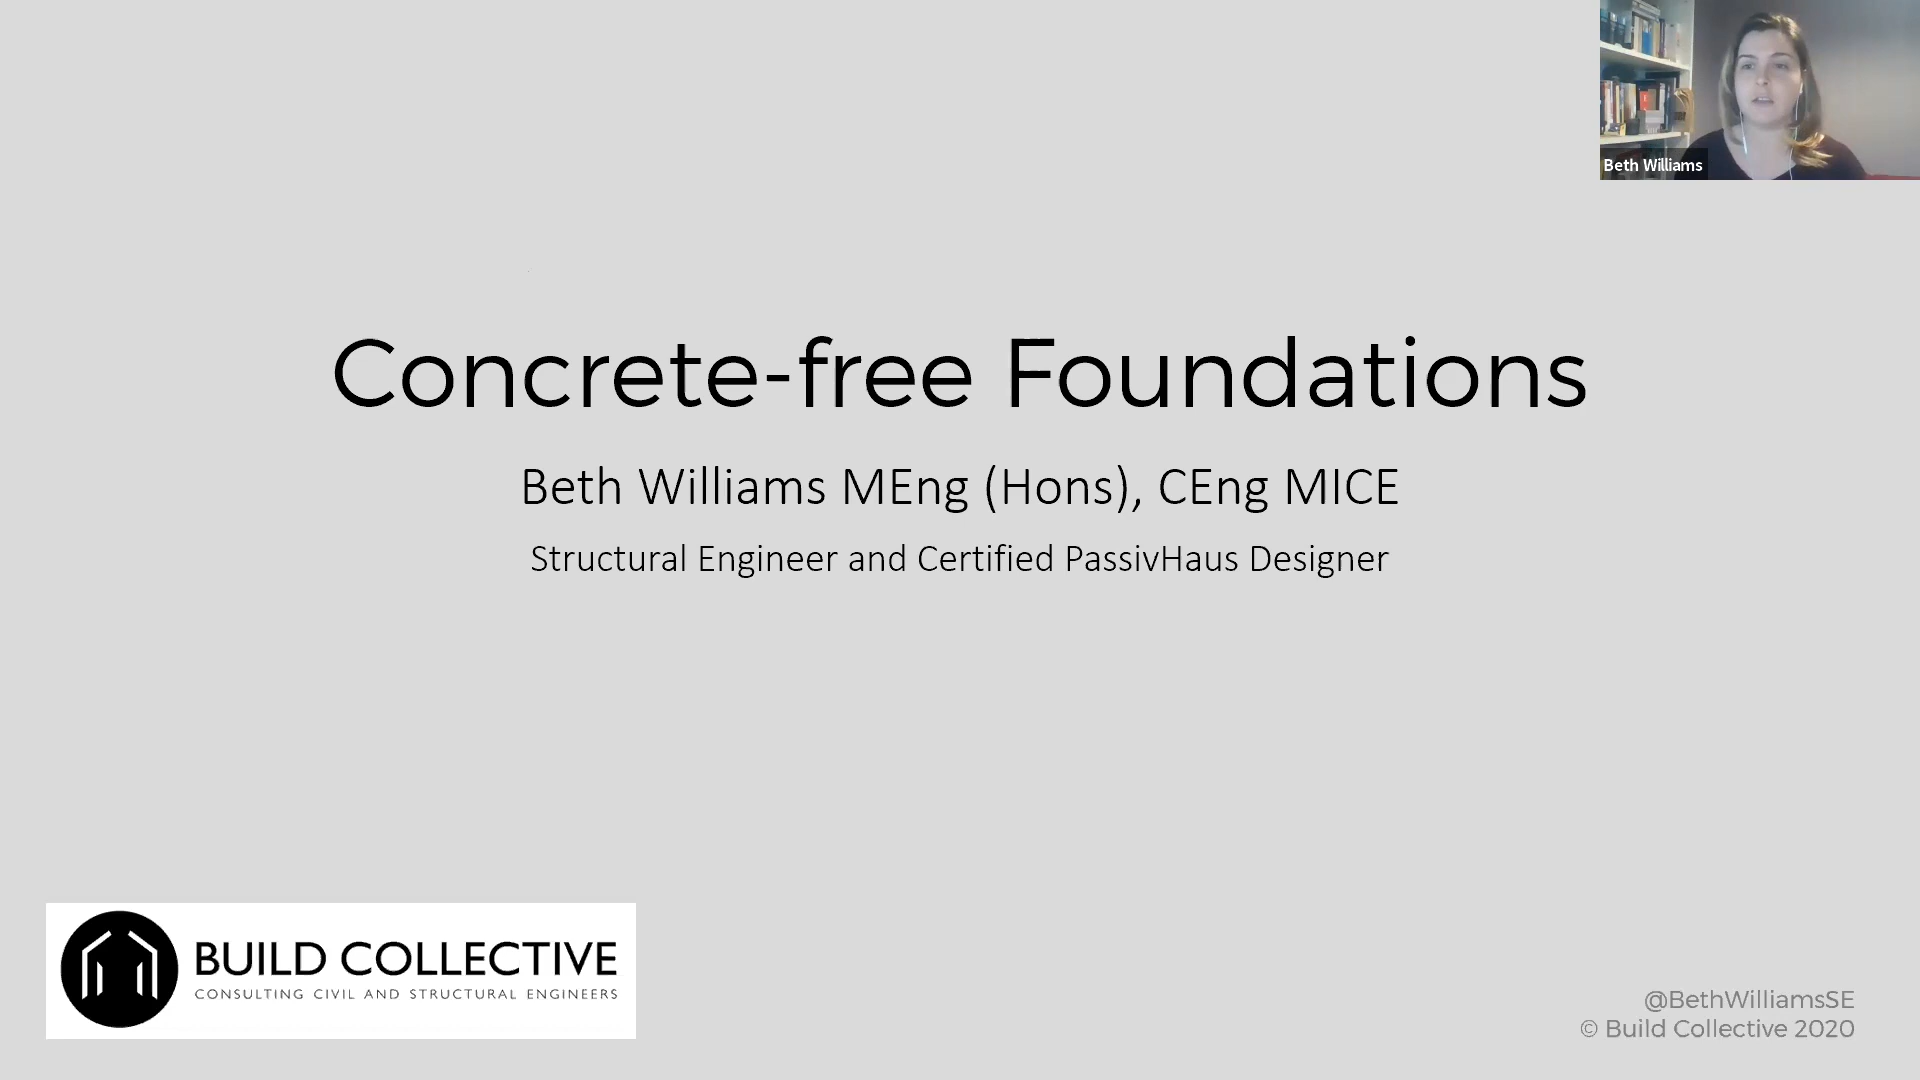 Beth Williams
Concrete-free Foundations
Beth Williams MEng (Hons), CEng MICE
Structural Engineer and Certified PassivHaus Designer
BUILD COLLECTIVE
CONSULTING CIVIL AND STRUCTURAL ENGINEERS
@BethWilliamsSE
© Build Collective 2020